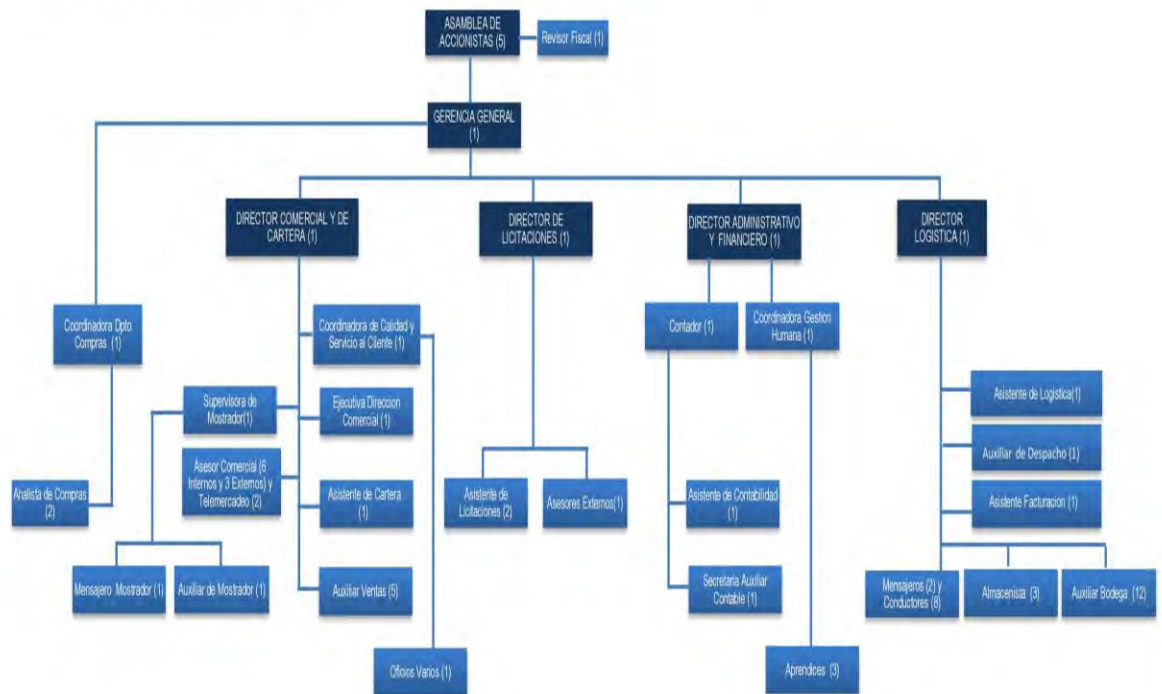 ASAMBLEA DE
ACCIONISTAS (5)
Revisor Fiscal (1)
GERENCIA GENERAL
(1)
DIRECTOR COMERCIAL Y DE
CARTERA (1)
DIRECTOR DE
LICITACIONES (1)
DIRECTOR ADMINISTRATIVO
Y FINANCIERO (1)
DIRECTOR
LOGISTICA (1)
Coordinadora Dpto
Compras (1)
Coordinadora de Calidad y
Servicio al Cliente (1)
Contador (1)
Coordinadora Gestion
Humana (1)
Supervisora de
Mostrador(1)
Ejecutiva Direccion
Comercial (1)
Asistente de Logística(1)
Auxiliar de Despacho (1)
Asesor Comercial (6
Internos y 3 Externos) y
Telemercadeo (2)
Analista de Compras
(2)
Asistente de Cartera
(1)
Asistente de
Licitaciones (2)
Asesores Externos(1)
Asistente de Contabilidad
(1)
Asistente Facturacion (1)
Mensajero Mostrador (1)
Auxiliar de Mostrador (1)
Auxiliar Ventas (5)
Secretaria Auxiliar
Contable (1)
Mensajeros (2) y
Conductores (8)
Almacenista (3)
Auxiliar Bodega (12)
Oficios Varios (1)
Aprendices (3)